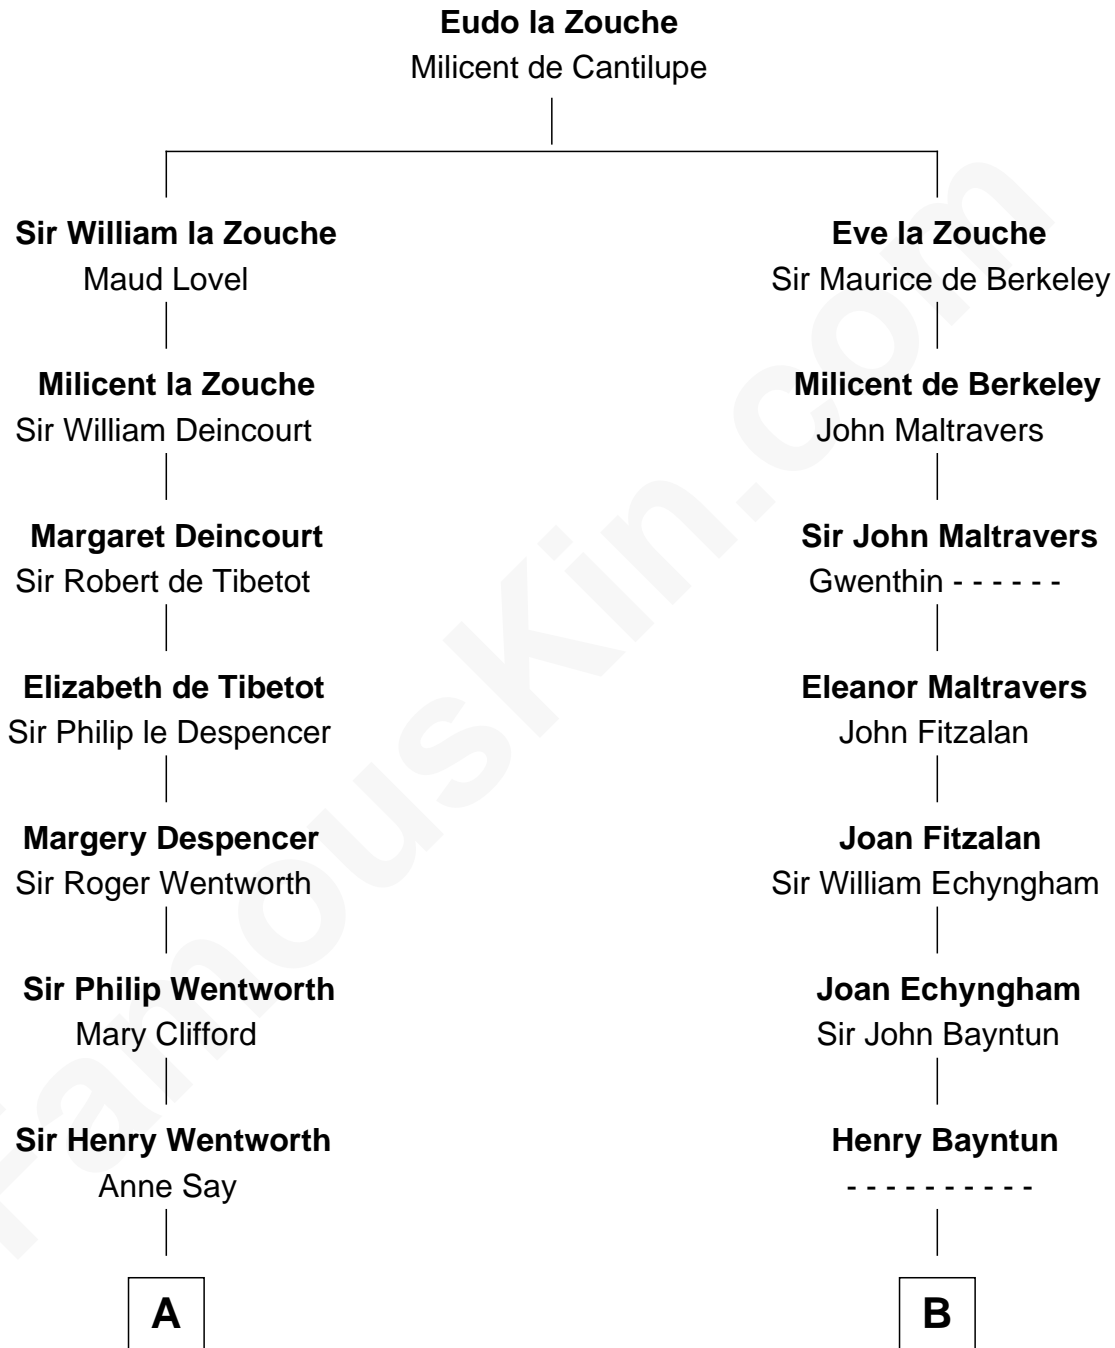 Eudo la Zouche
Milicent de Cantilupe
Sir William la Zouche
Maud Lovel
Milicent la Zouche
Sir William Deincourt
Margaret Deincourt
Sir Robert de Tibetot
Elizabeth de Tibetot
Sir Philip le Despencer
Margery Despencer
Sir Roger Wentworth
Sir Philip Wentworth
Mary Clifford
Sir Henry Wentworth
Anne Say
A
Eve la Zouche
Sir Maurice de Berkeley
Milicent de Berkeley
John Maltravers
Sir John Maltravers
Gwenthin - - - - - -
Eleanor Maltravers
John Fitzalan
Joan Fitzalan
Sir William Echyngham
Joan Echyngham
Sir John Bayntun
Henry Bayntun
- - - - - - - - - -
B
FamousKin.com